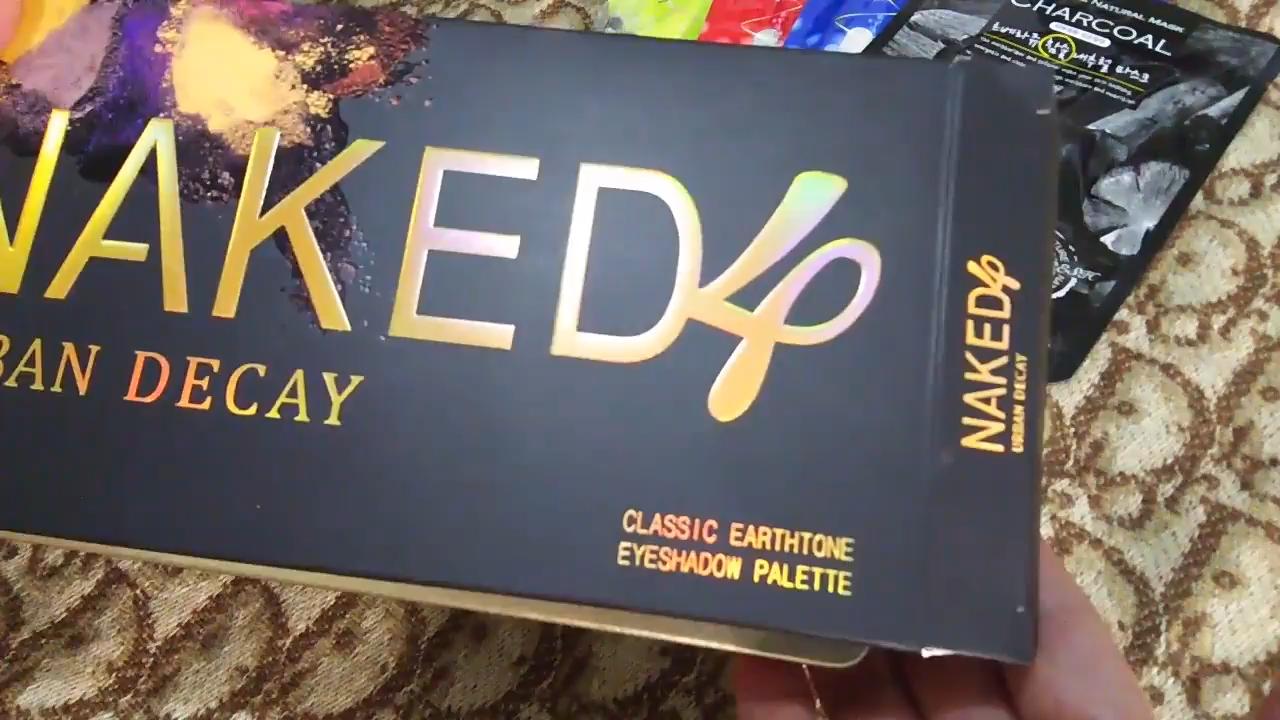 NAKED4
BAN DECAY
CLASSIC EARTHTONE
EYESHADOW PALETTE
NAKED4
URBAN DECAY
NATURAL MASK
CHARCOAL